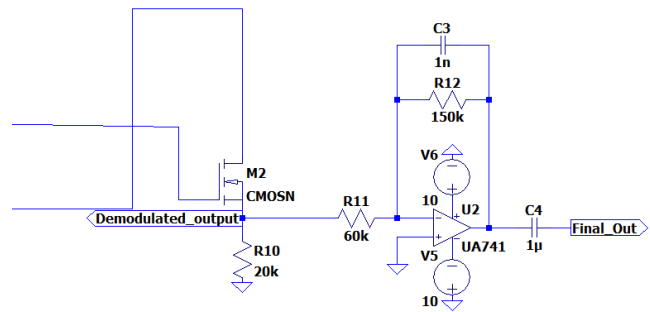 C3
1n
R12
150k
V6
M2
CMOSN
R11
10
U2
Demodulated_output
C4
Final_Out
60k
V5
UA741
1µ
R10
20k
10